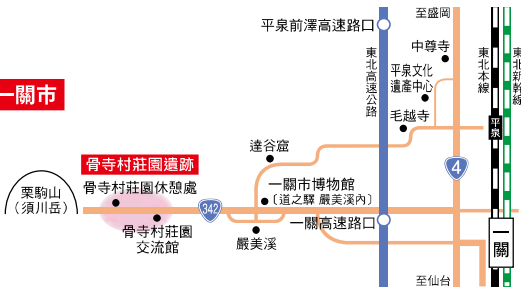 至盛岡
平泉前澤高速路口
中尊寺
平泉文化
遺產中心
東北高速公路
東北本線
東北新幹線
一關市
毛越寺
平泉
達谷窟
骨寺村莊園遺跡
4
栗駒山
（須川岳）
骨寺村莊園休憩處
一關市博物館
〔道之驛 嚴美溪內〕
342
一關高速路口
骨寺村莊園
交流館
嚴美溪
一關
至仙台